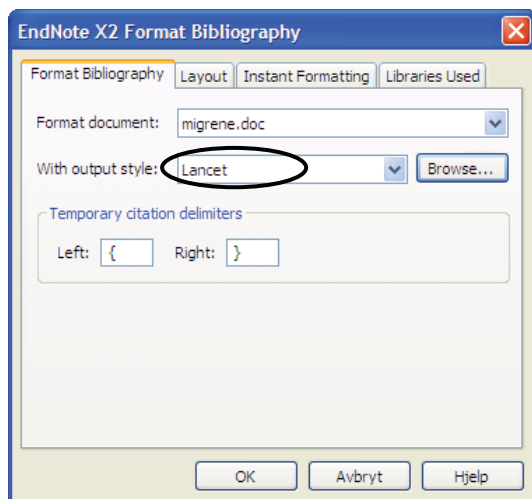 EndNote X2 Format Bibliography
Format Bibliography Layout Instant Formatting Libraries Used
Format document: migrene.doc
With output style: Lancet Browse...
Temporary citation delimiters
Left: { Right: }
OK Avbryt Hjelp